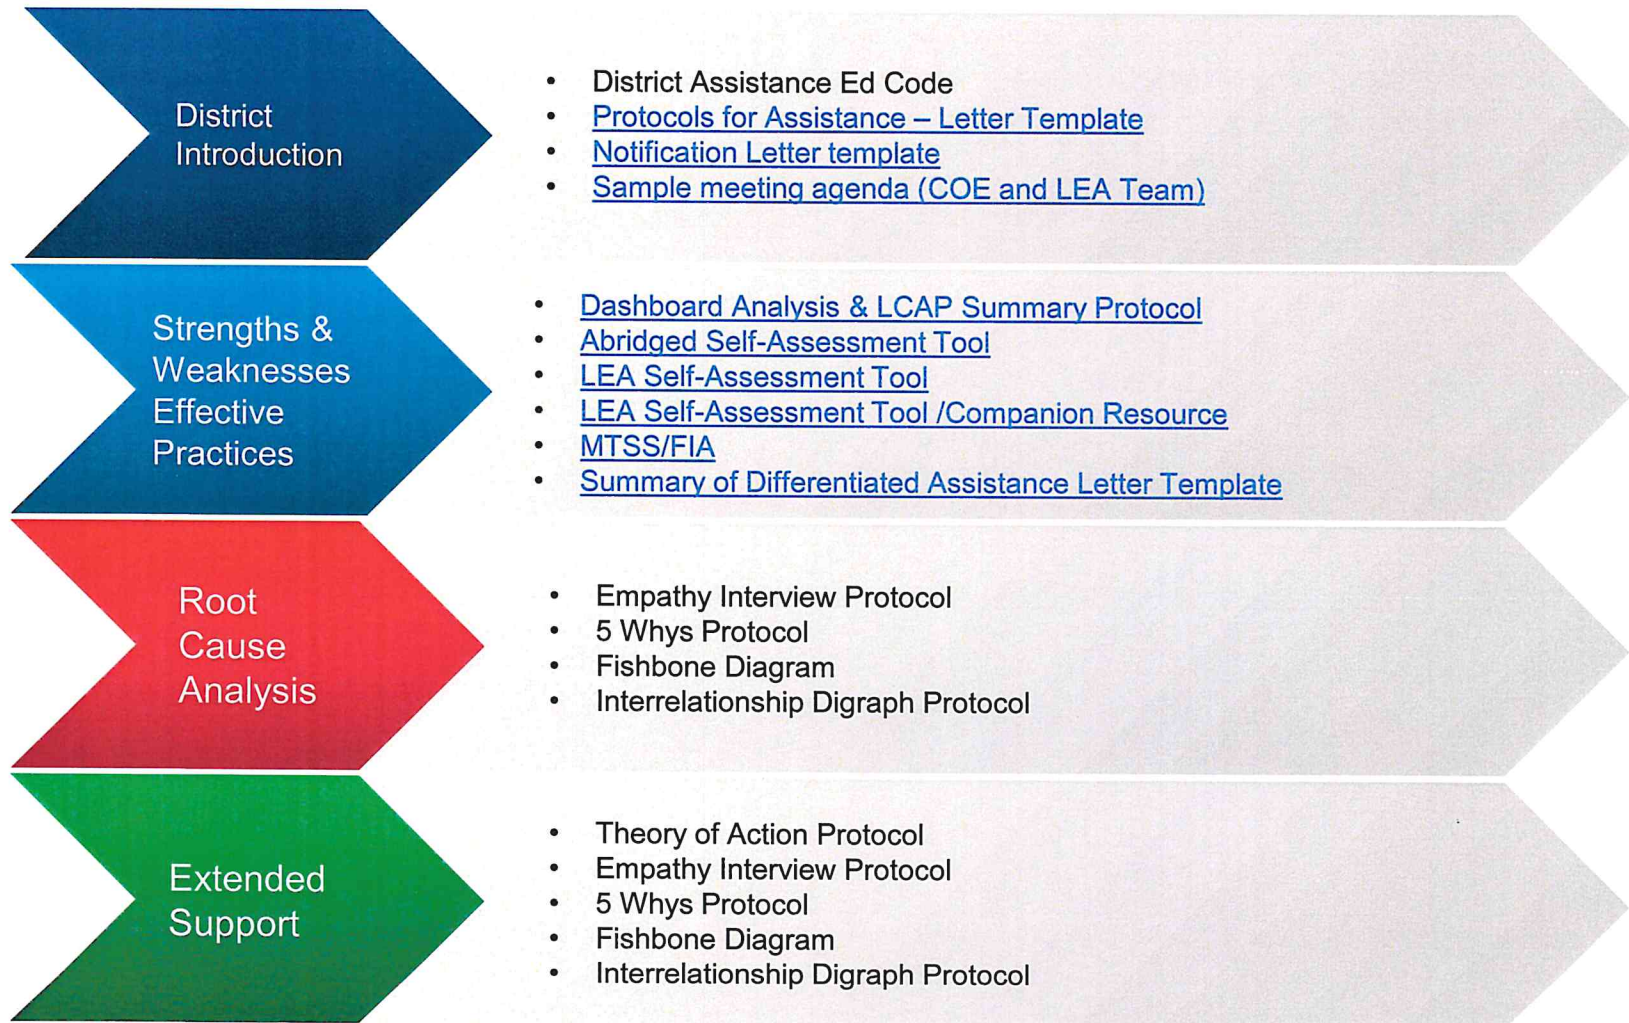 District
Introduction
• District Assistance Ed Code
• Protocols for Assistance – Letter Template
• Notification Letter template
• Sample meeting agenda (COE and LEA Team)
Strengths &
Weaknesses
Effective
Practices
• Dashboard Analysis & LCAP Summary Protocol
• Abridged Self-Assessment Tool
• LEA Self-Assessment Tool
• LEA Self-Assessment Tool /Companion Resource
• MTSS/FIA
• Summary of Differentiated Assistance Letter Template
Root
Cause
Analysis
• Empathy Interview Protocol
• 5 Whys Protocol
• Fishbone Diagram
• Interrelationship Digraph Protocol
Extended
Support
• Theory of Action Protocol
• Empathy Interview Protocol
• 5 Whys Protocol
• Fishbone Diagram
• Interrelationship Digraph Protocol